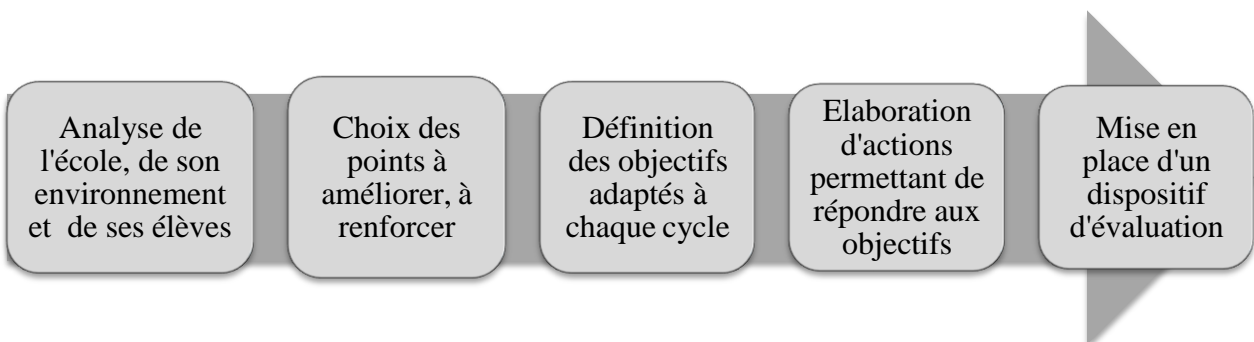 Analyse de
l'école, de son
environnement
et de ses élèves
Choix des
points à
améliorer, à
renforcer
Définition
des objectifs
adaptés à
chaque cycle
Elaboration
d'actions
permettant de
répondre aux
objectifs
Mise en
place d'un
dispositif
d'évaluation